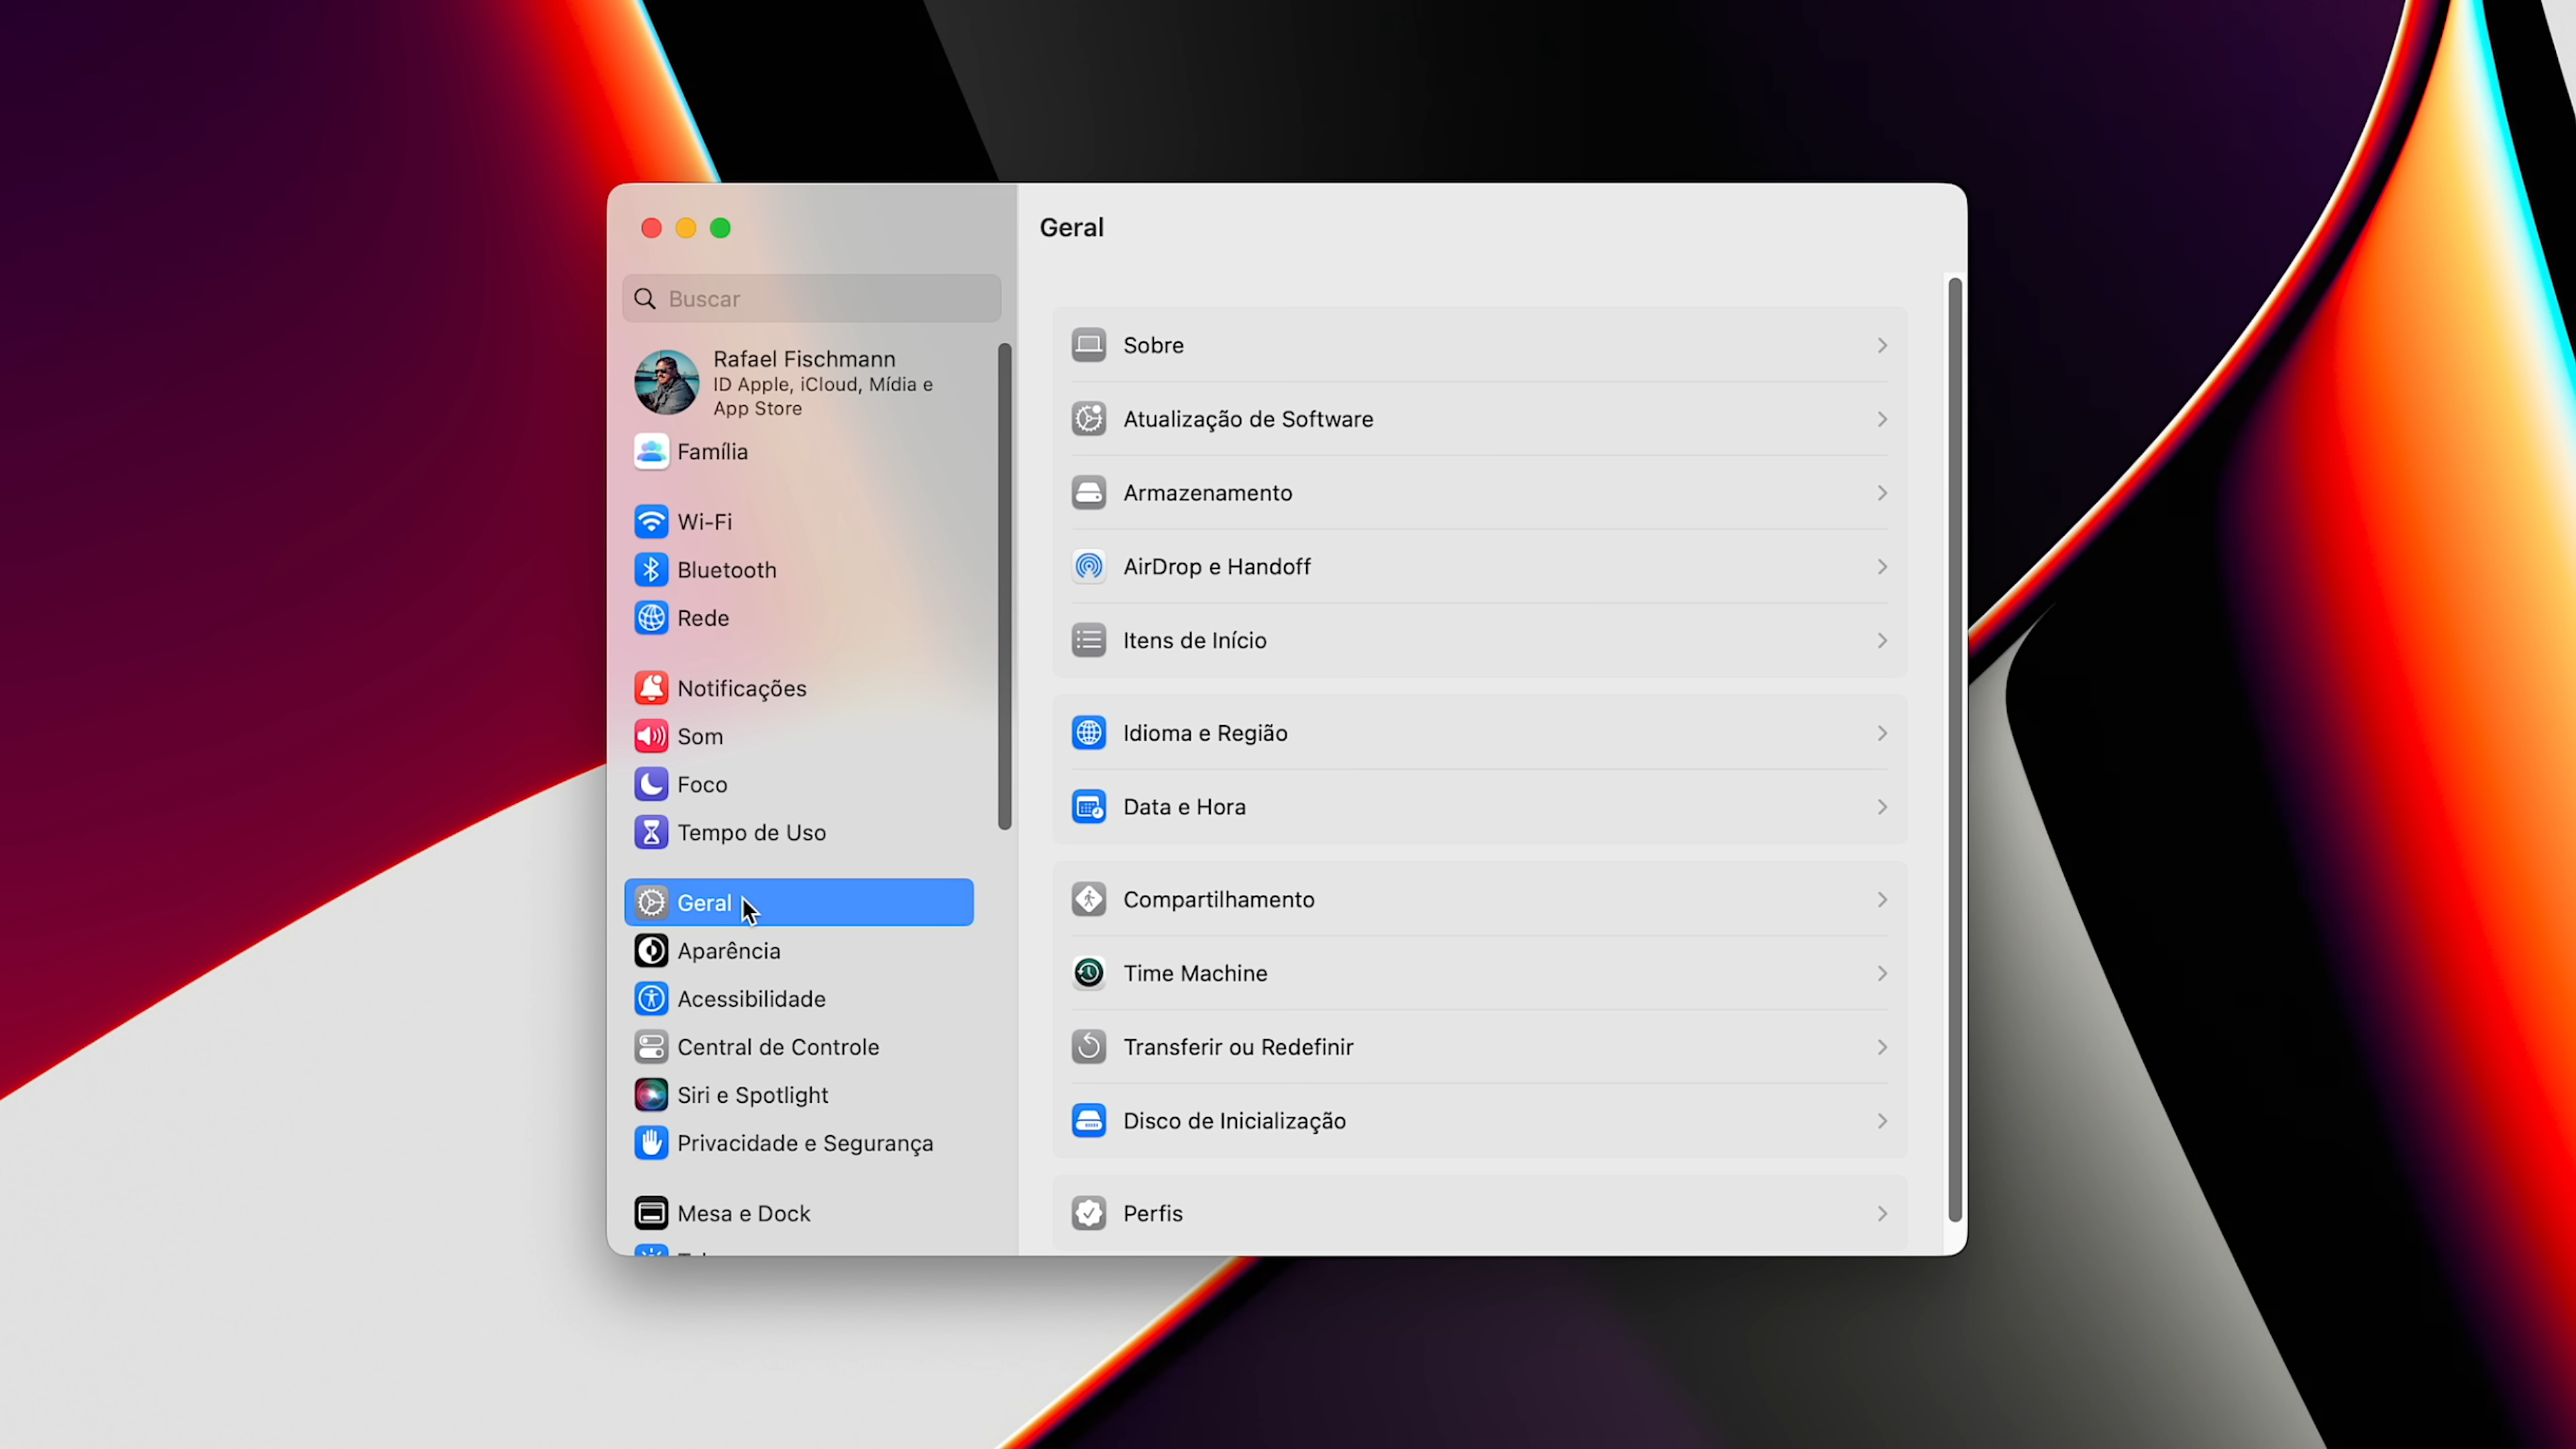 Geral
Buscar
Rafael Fischmann
ID Apple, iCloud, Mídia e
App Store
Família
Wi-Fi
Bluetooth
Rede
Notificações
Som
Foco
Tempo de Uso
Geral
Aparência
Acessibilidade
Central de Controle
Siri e Spotlight
Privacidade e Segurança
Mesa e Dock
Sobre
Atualização de Software
Armazenamento
AirDrop e Handoff
Itens de Início
Idioma e Região
Data e Hora
Compartilhamento
Time Machine
Transferir ou Redefinir
Disco de Inicialização
Perfis